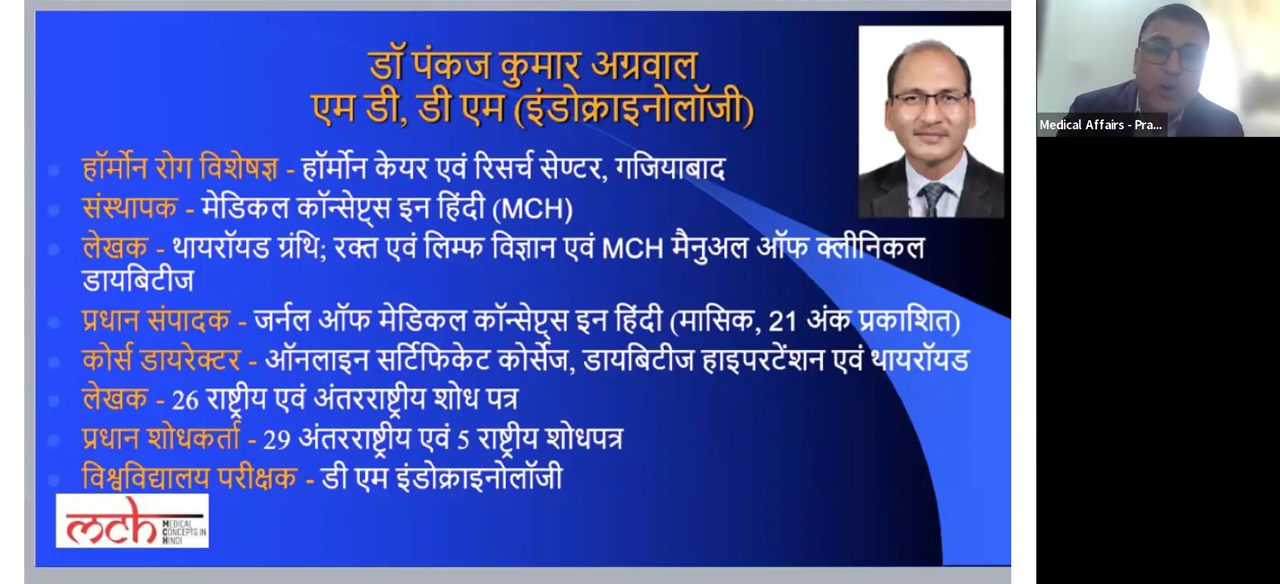 डॉ पंकज कुमार अग्रवाल
एम डी, डी एम (इंडोक्राइनोलॉजी)
हॉर्मोन रोग विशेषज्ञ - हॉर्मोन केयर एवं रिसर्च सेण्टर, गजियाबाद
संस्थापक - मेडिकल कॉन्सेप्ट्स इन हिंदी (MCH)
लेखक - थायरॉयड ग्रंथि; रक्त एवं लिम्फ विज्ञान एवं MCH मैनुअल ऑफ क्लीनिकल
डायबिटीज
प्रधान संपादक - जर्नल ऑफ मेडिकल कॉन्सेप्ट्स इन हिंदी (मासिक, 21 अंक प्रकाशित)
कोर्स डायरेक्टर - ऑनलाइन सर्टिफिकेट कोर्सेज, डायबिटीज हाइपरटेंशन एवं थायरॉयड
लेखक - 26 राष्ट्रीय एवं अंतरराष्ट्रीय शोध पत्र
प्रधान शोधकर्ता - 29 अंतरराष्ट्रीय एवं 5 राष्ट्रीय शोधपत्र
विश्वविद्यालय परीक्षक - डी एम इंडोक्राइनोलॉजी
mch
MEDICAL
CONCEPTS IN
HINDI
Medical Affairs - Pra...